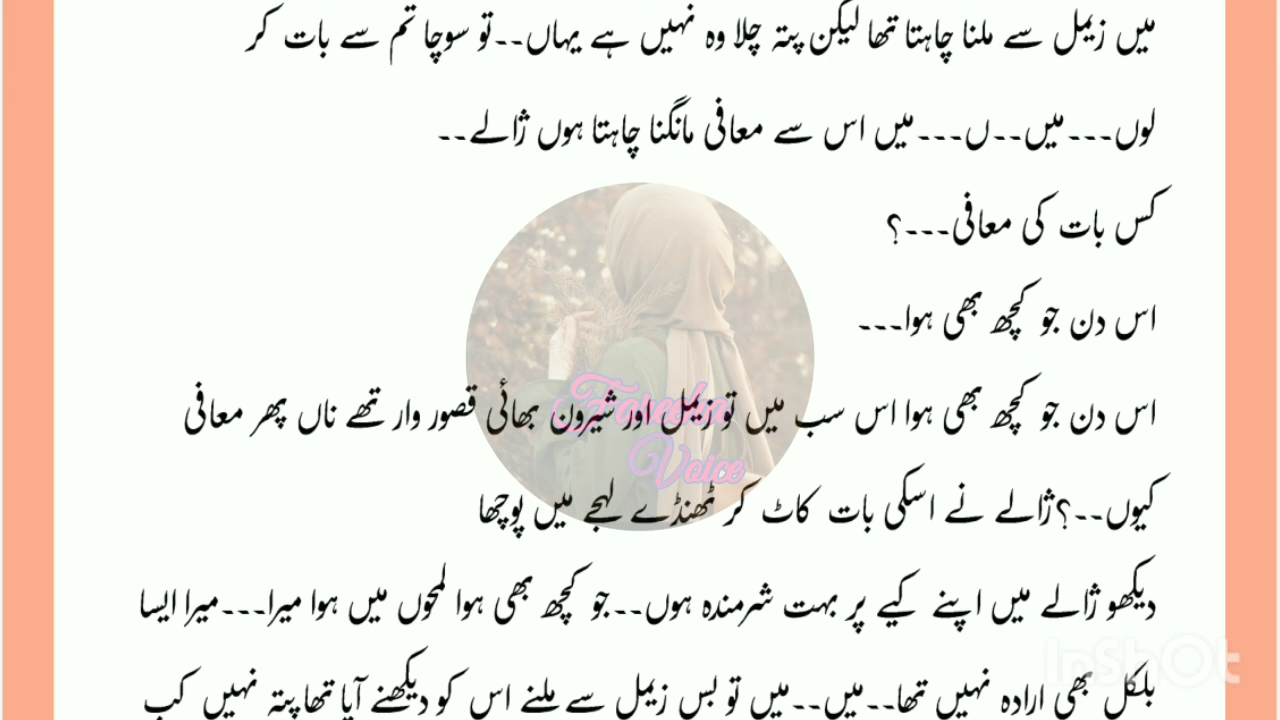 میں زیمل سے ملنا چاہتا تھا لیکن پتہ چلا وہ نہیں ہے یہاں۔۔تو سوچا تم سے بات کر
لوں۔۔۔میں۔۔ں۔۔۔میں اس سے معافی مانگنا چاہتا ہوں ژالے۔۔
کس بات کی معافی۔۔۔؟
اس دن جو کچھ بھی ہوا۔۔۔
اس دن جو کچھ بھی ہوا اس سب میں تو زیمل اور شیرون بھائی قصور وار تھے ناں پھر معافی
کیوں۔۔؟ژالے نے اسکی بات کاٹ کر ٹھنڈے لہجے میں پوچھا
دیکھو ژالے میں اپنے کیے پر بہت شرمندہ ہوں۔۔جو کچھ بھی ہوا لمحوں میں ہوا میرا۔۔۔میرا ایسا
بلکل بھی ارادہ نہیں تھا۔۔میں۔۔میں تو بس زیمل سے ملنے اس کو دیکھنے آیا تھا پتہ نہیں کب
Fareeha
Voice
InShOt